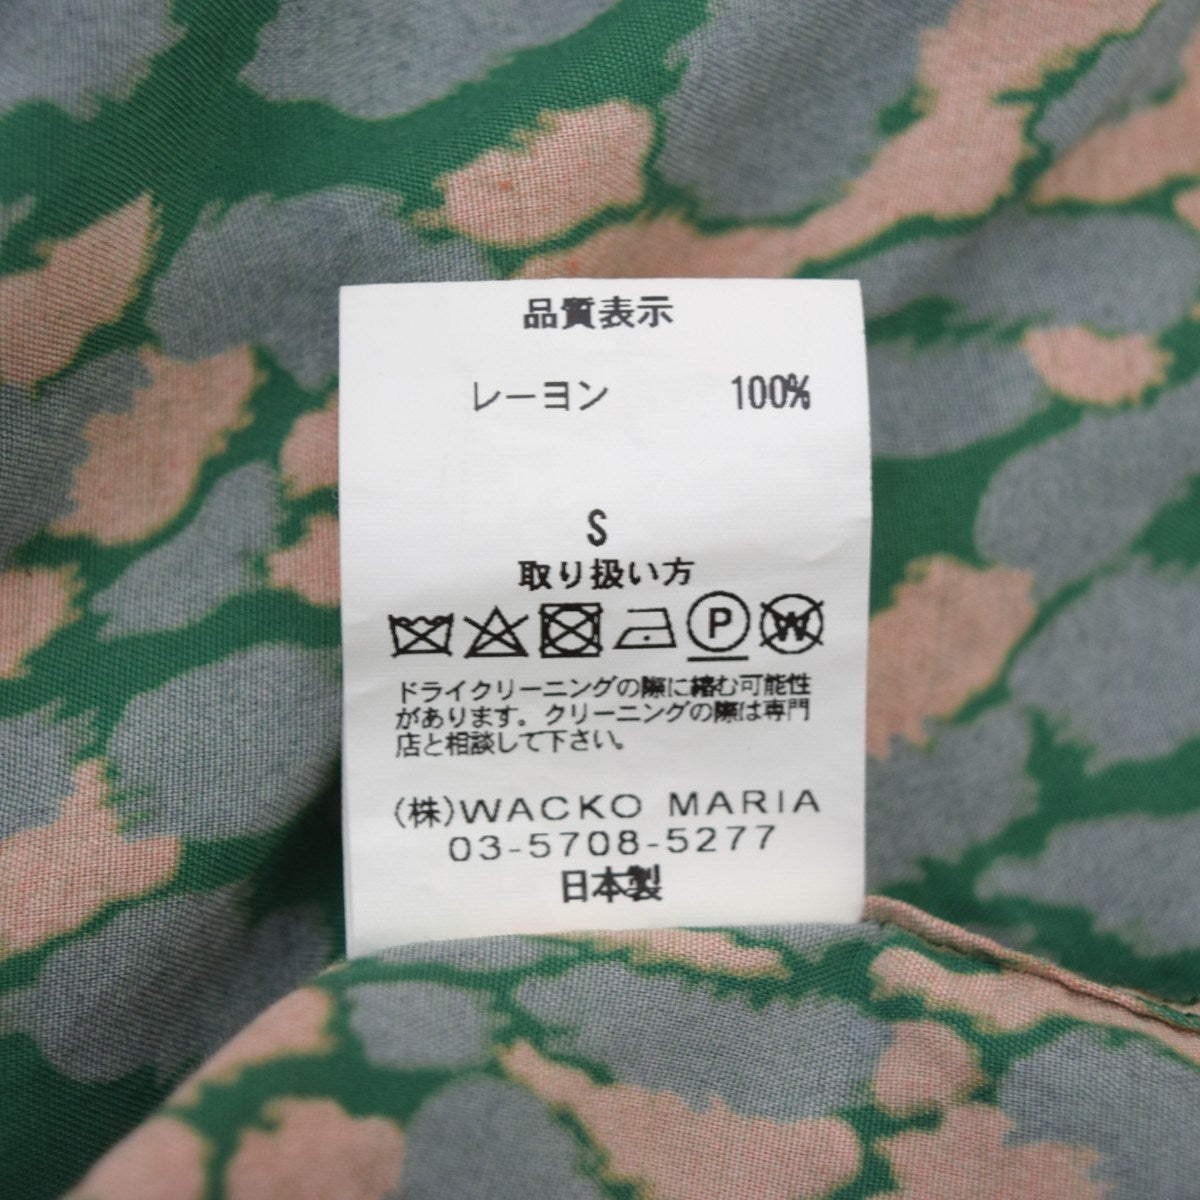 品質表示
レーヨン 100%
S
取り扱い方
P W
ドライクリーニングの際に縮む可能性
があります。クリーニングの際は専門
店と相談して下さい。
(株)WACKO MARIA
03-5708-5277
日本製